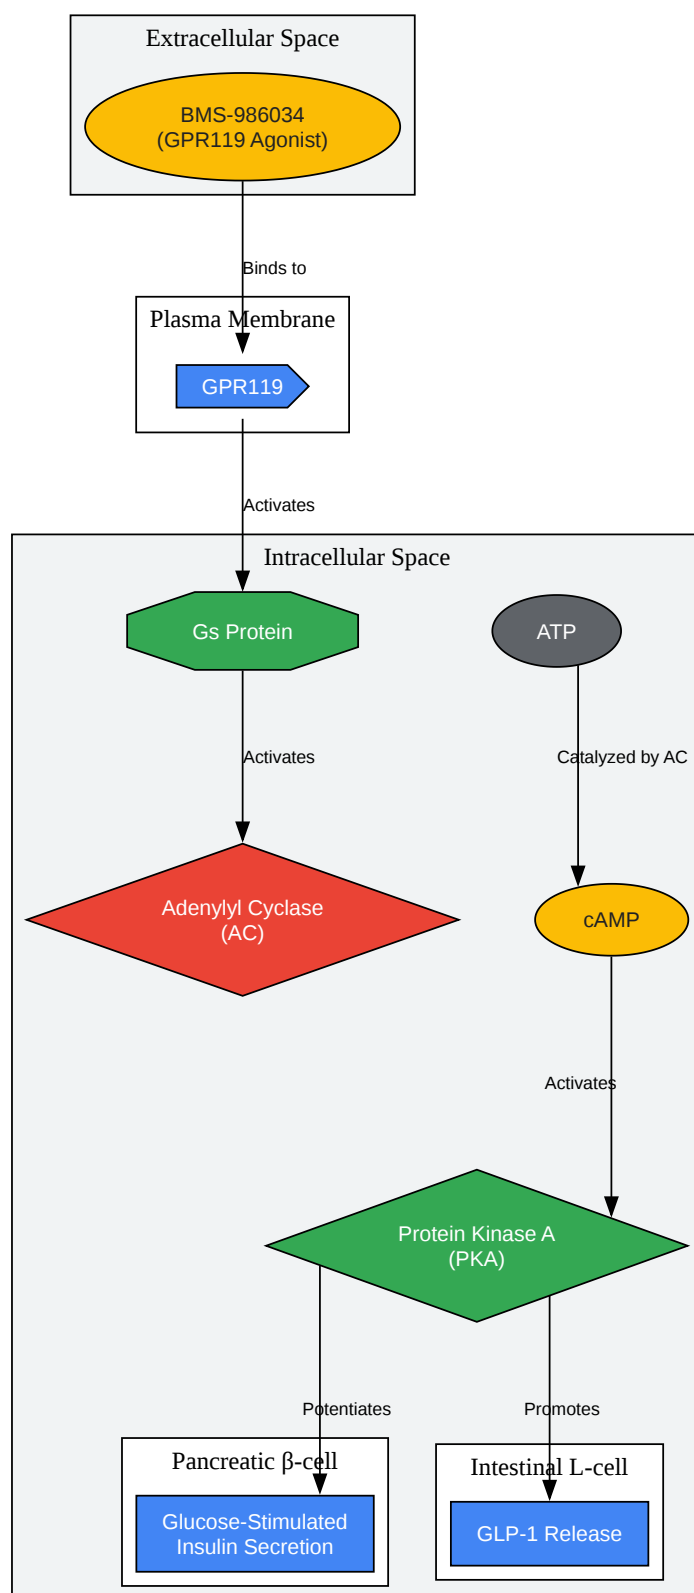 Extracellular Space
BMS-986034
(GPR119 Agonist)
Binds to
Plasma Membrane
GPR119
Activates
Intracellular Space
Gs Protein
ATP
Activates
Catalyzed by AC
Adenylyl Cyclase
(AC)
cAMP
Activates
Protein Kinase A
(PKA)
Potentiates
Promotes
Pancreatic β-cell
Intestinal L-cell
Glucose-Stimulated
Insulin Secretion
GLP-1 Release